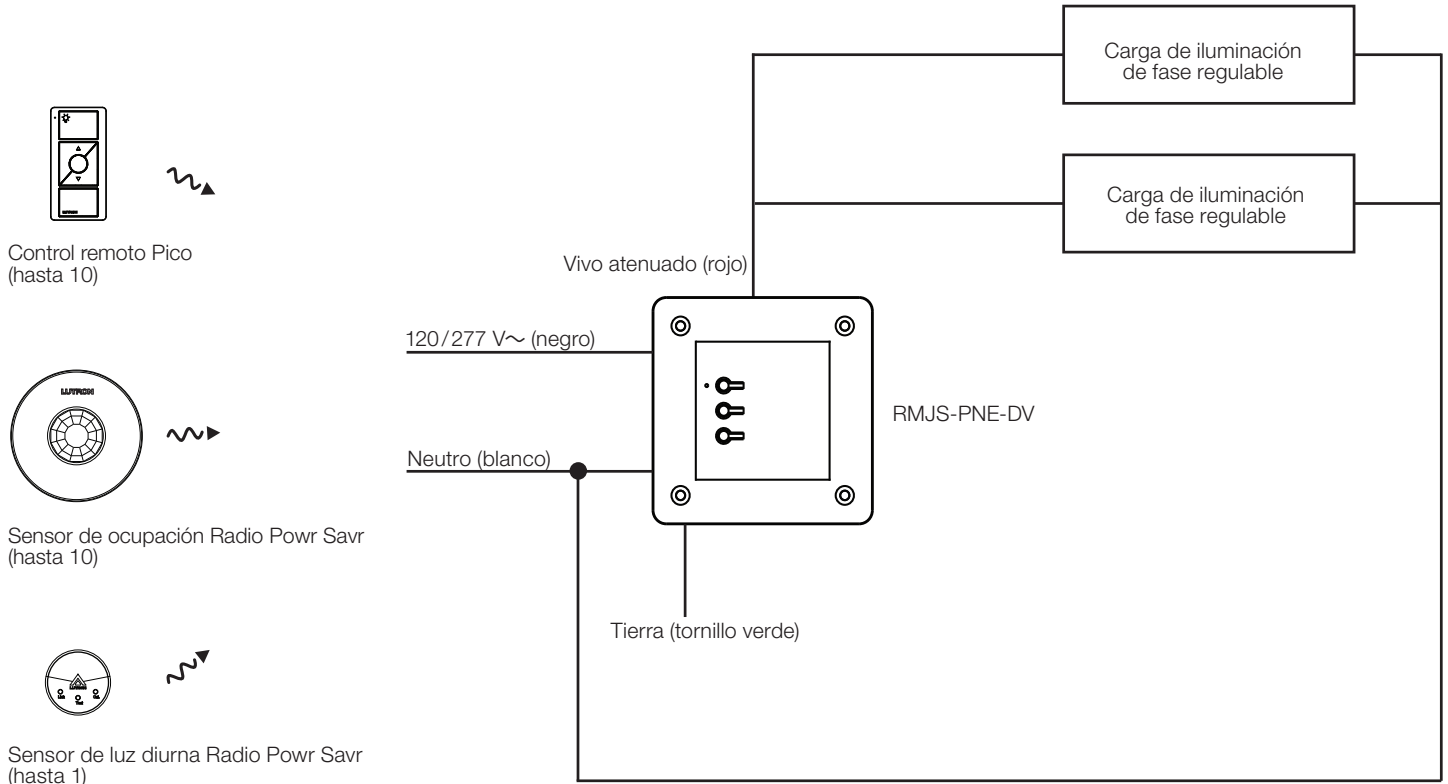 Carga de iluminación
de fase regulable
Carga de iluminación
de fase regulable
Control remoto Pico
(hasta 10)
Vivo atenuado (rojo)
120/277 V~ (negro)
LUTRON
RMJS-PNE-DV
Neutro (blanco)
Sensor de ocupación Radio Powr Savr
(hasta 10)
Tierra (tornillo verde)
Sensor de luz diurna Radio Powr Savr
(hasta 1)